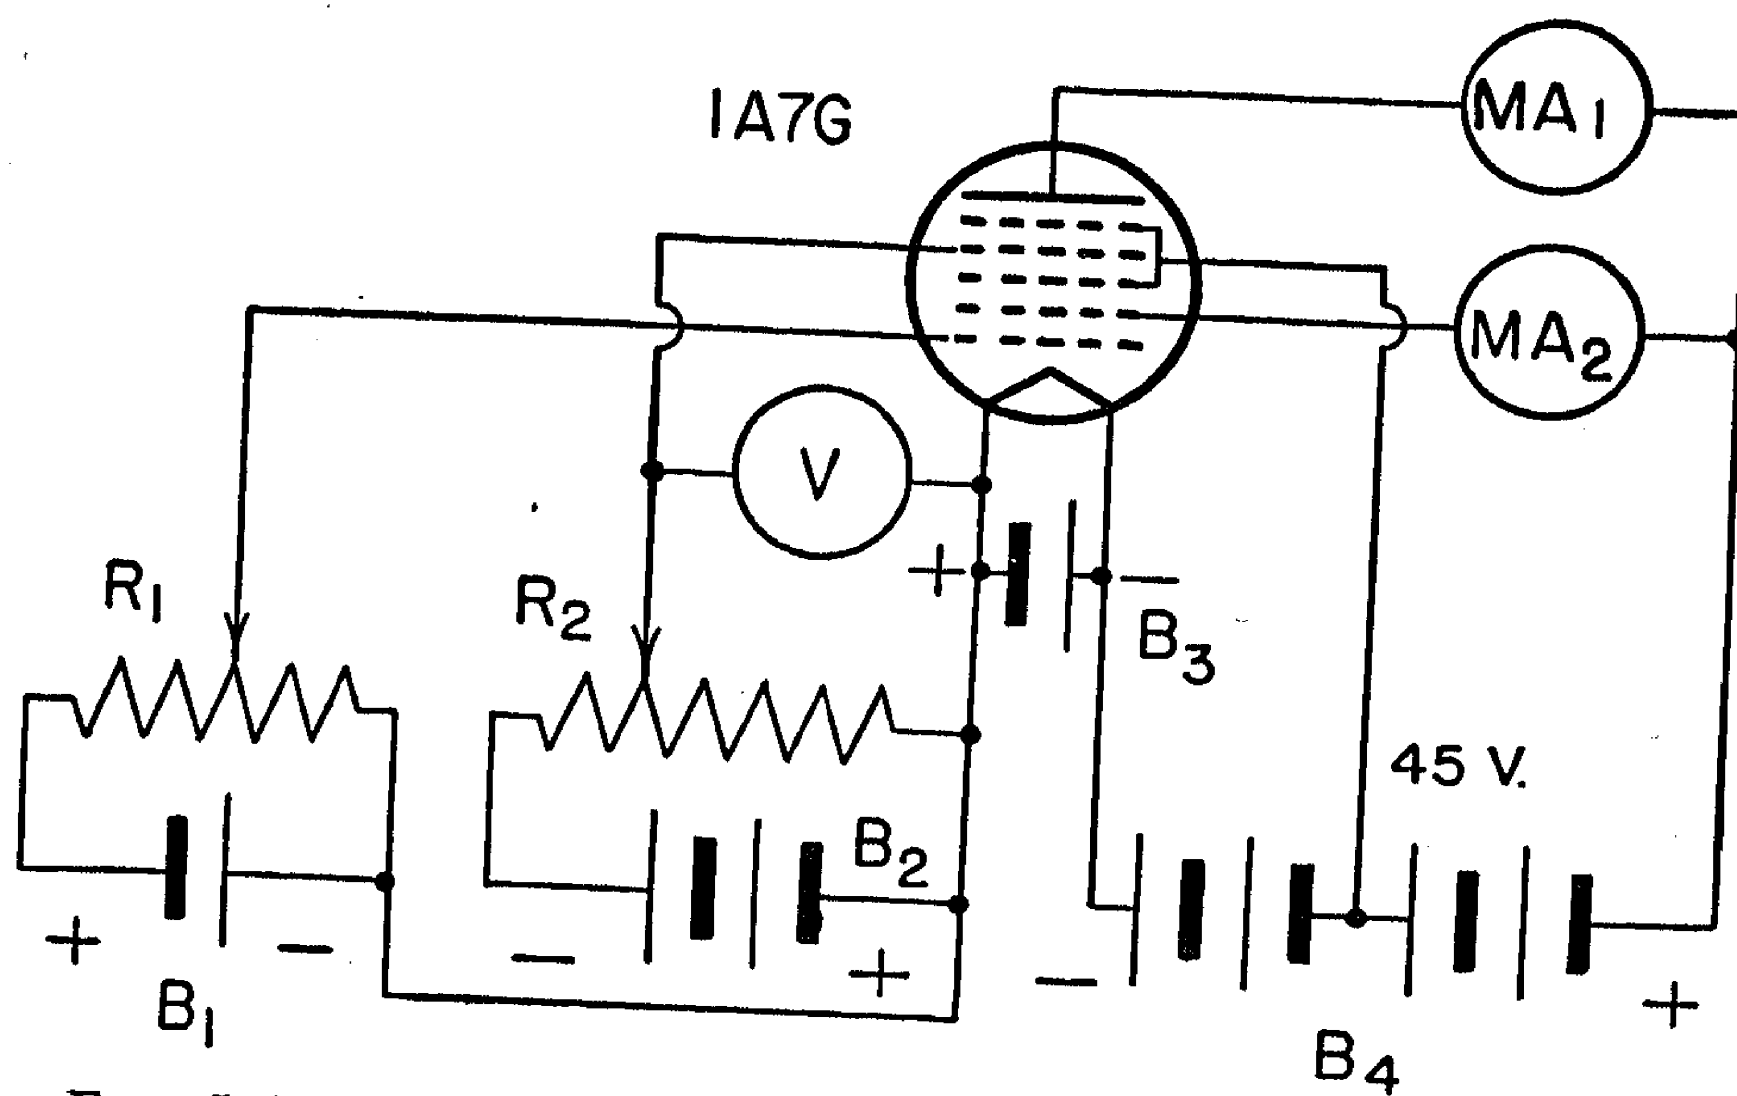 1A7G
MA1
MA2
V
R1
R2
+ −
B3
45 V.
B2
+ −
− +
− +
B1
B4